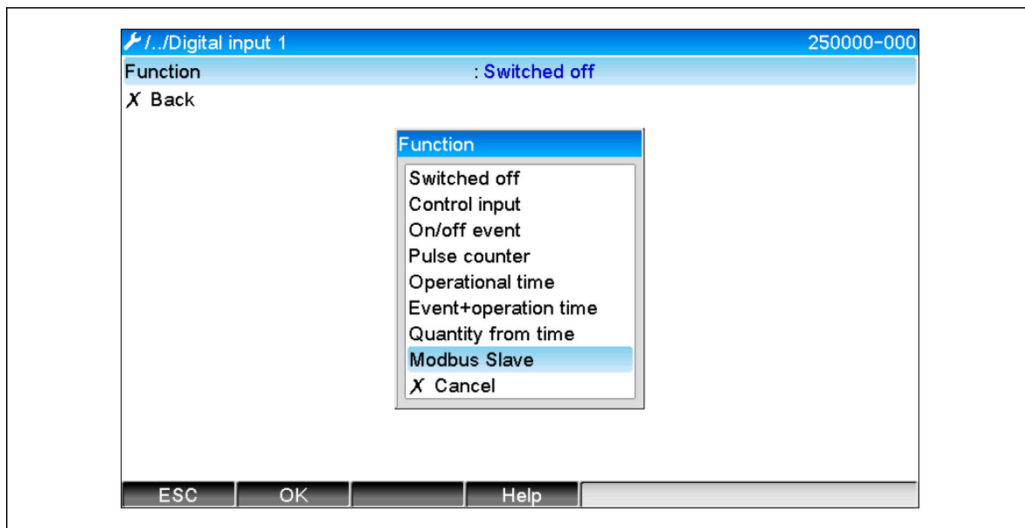 /../Digital input 1 250000-000
Function : Switched off
X Back
Function
Switched off
Control input
On/off event
Pulse counter
Operational time
Event+operation time
Quantity from time
Modbus Slave
X Cancel
ESC OK Help